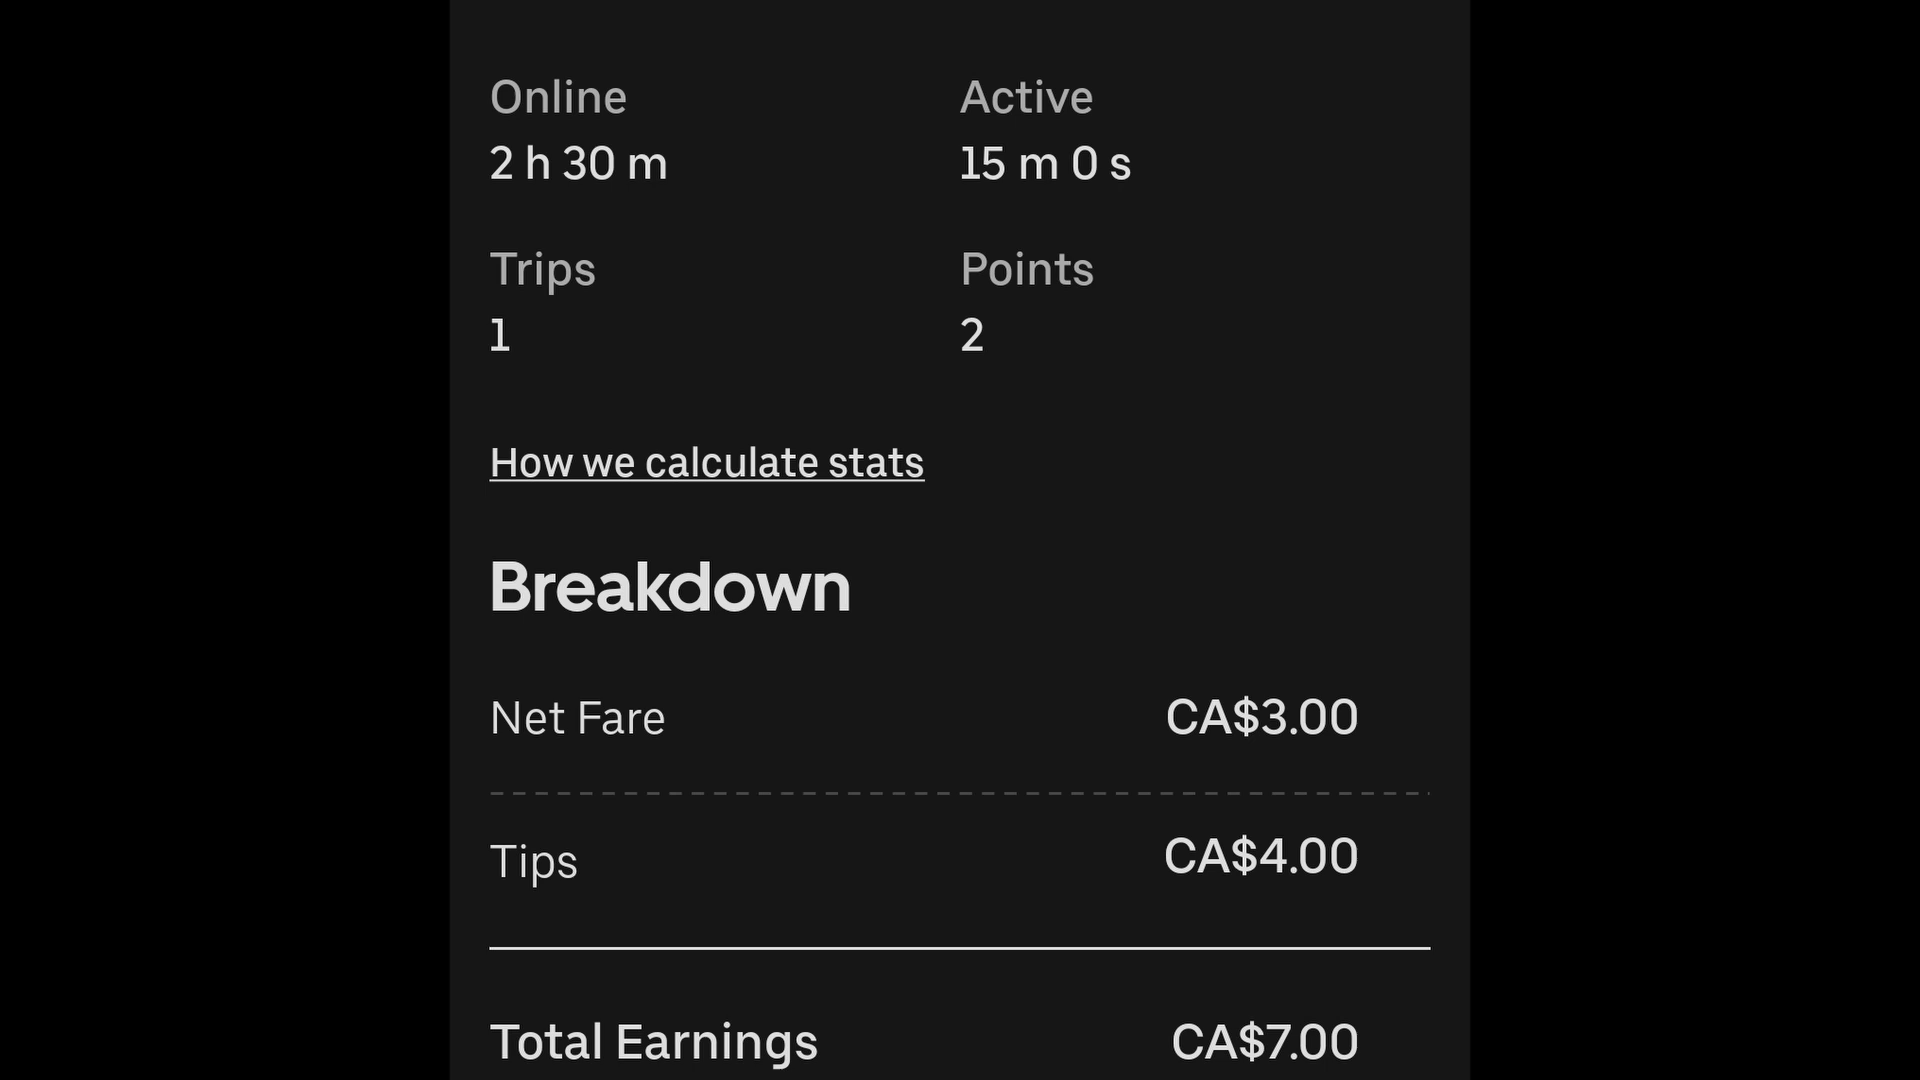 Online
Active
2 h 30 m
15 m 0 s
Trips
Points
1
2
How we calculate stats
Breakdown
Net Fare
CA$3.00
Tips
CA$4.00
Total Earnings
CA$7.00